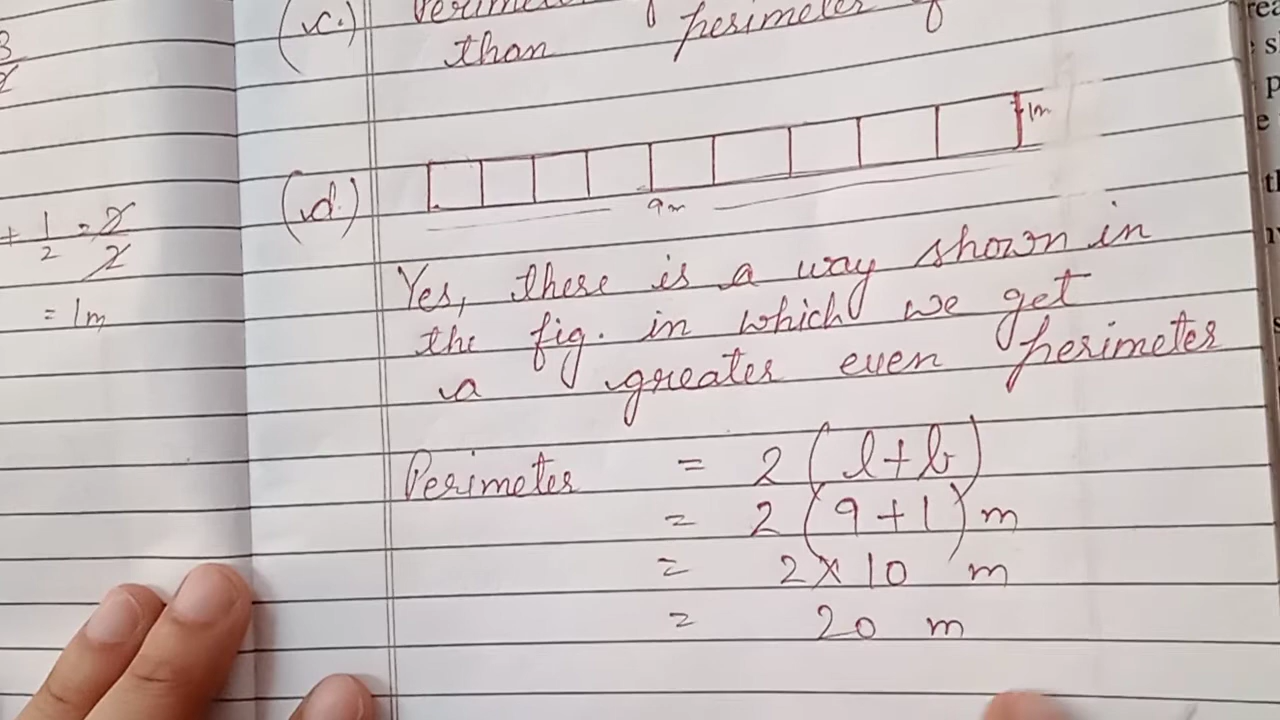 (c.)
than perimeter of
1m
(d.)
9m
Yes, there is a way shown in
the fig. in which we get
a greater even perimeter
Perimeter = 2(l+b)
= 2(9+1)m
= 2×10 m
= 20 m
+ 1/2 = 2/2
= 1m